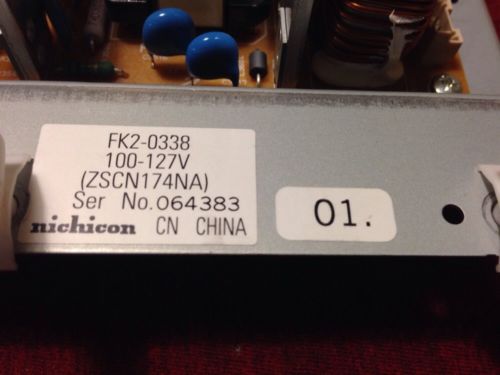 FK2-0338
100-127V
(ZSCN174NA)
Ser No.064383
nichicon CN CHINA
01.